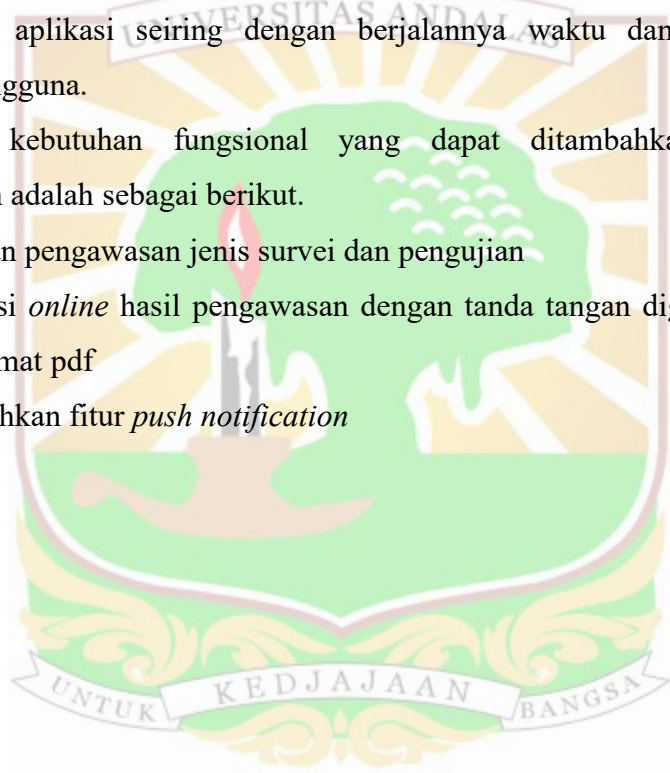 UNIVERSITAS ANDALAS
aplikasi seiring dengan berjalannya waktu dan
ngguna.
kebutuhan fungsional yang dapat ditambahka
adalah sebagai berikut.
n pengawasan jenis survei dan pengujian
si online hasil pengawasan dengan tanda tangan dig
mat pdf
hkan fitur push notification
UNTUK KEDJAJAAN BANGSA